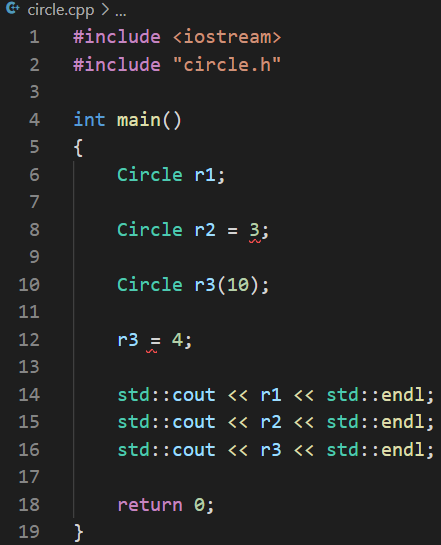 circle.cpp > ...
1 #include <iostream>
2 #include "circle.h"
3
4 int main()
5 {
6     Circle r1;
7
8     Circle r2 = 3;
9
10     Circle r3(10);
11
12     r3 = 4;
13
14     std::cout << r1 << std::endl;
15     std::cout << r2 << std::endl;
16     std::cout << r3 << std::endl;
17
18     return 0;
19 }